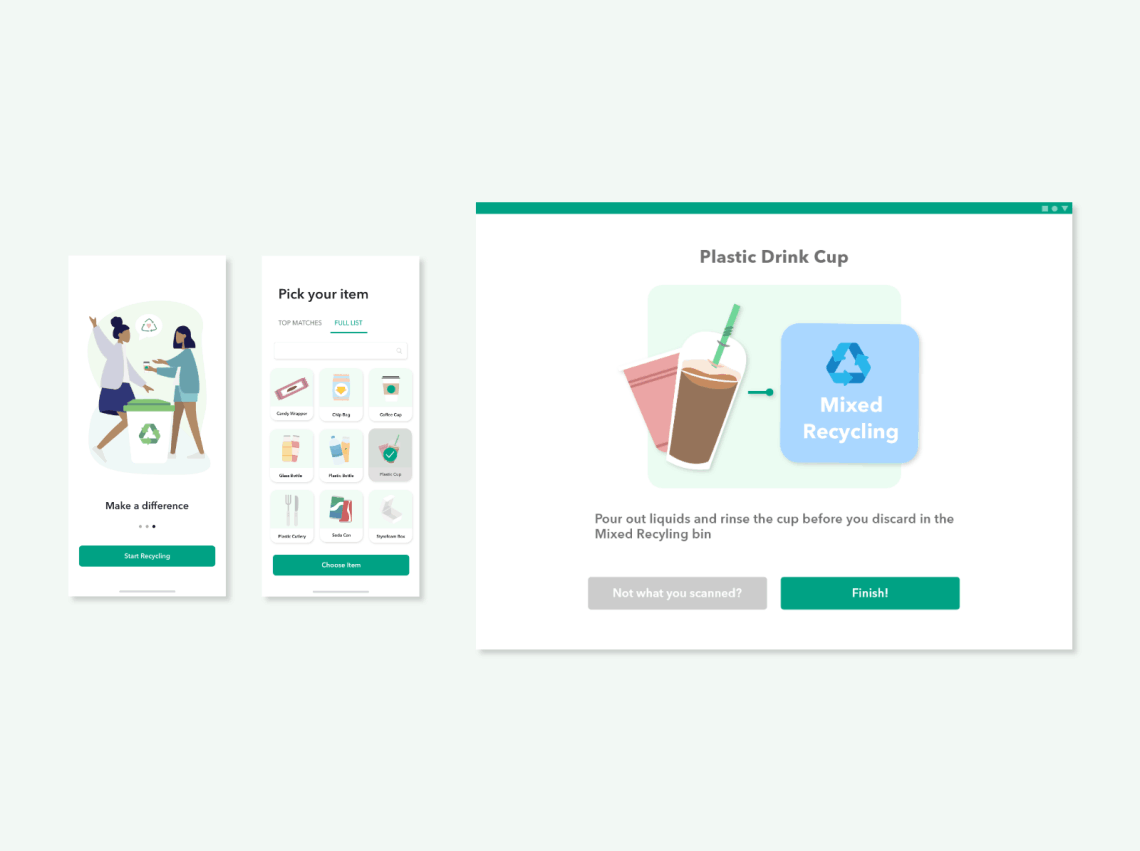 Make a difference
Start Recycling
Pick your item
TOP MATCHES
FULL LIST
Candy Wrapper
Chip Bag
Coffee Cup
Glass Bottle
Plastic Bottle
Plastic Cup
Plastic Cutlery
Soda Can
Styrofoam Box
Choose Item
Plastic Drink Cup
Mixed
Recycling
Pour out liquids and rinse the cup before you discard in the
Mixed Recyling bin
Not what you scanned?
Finish!